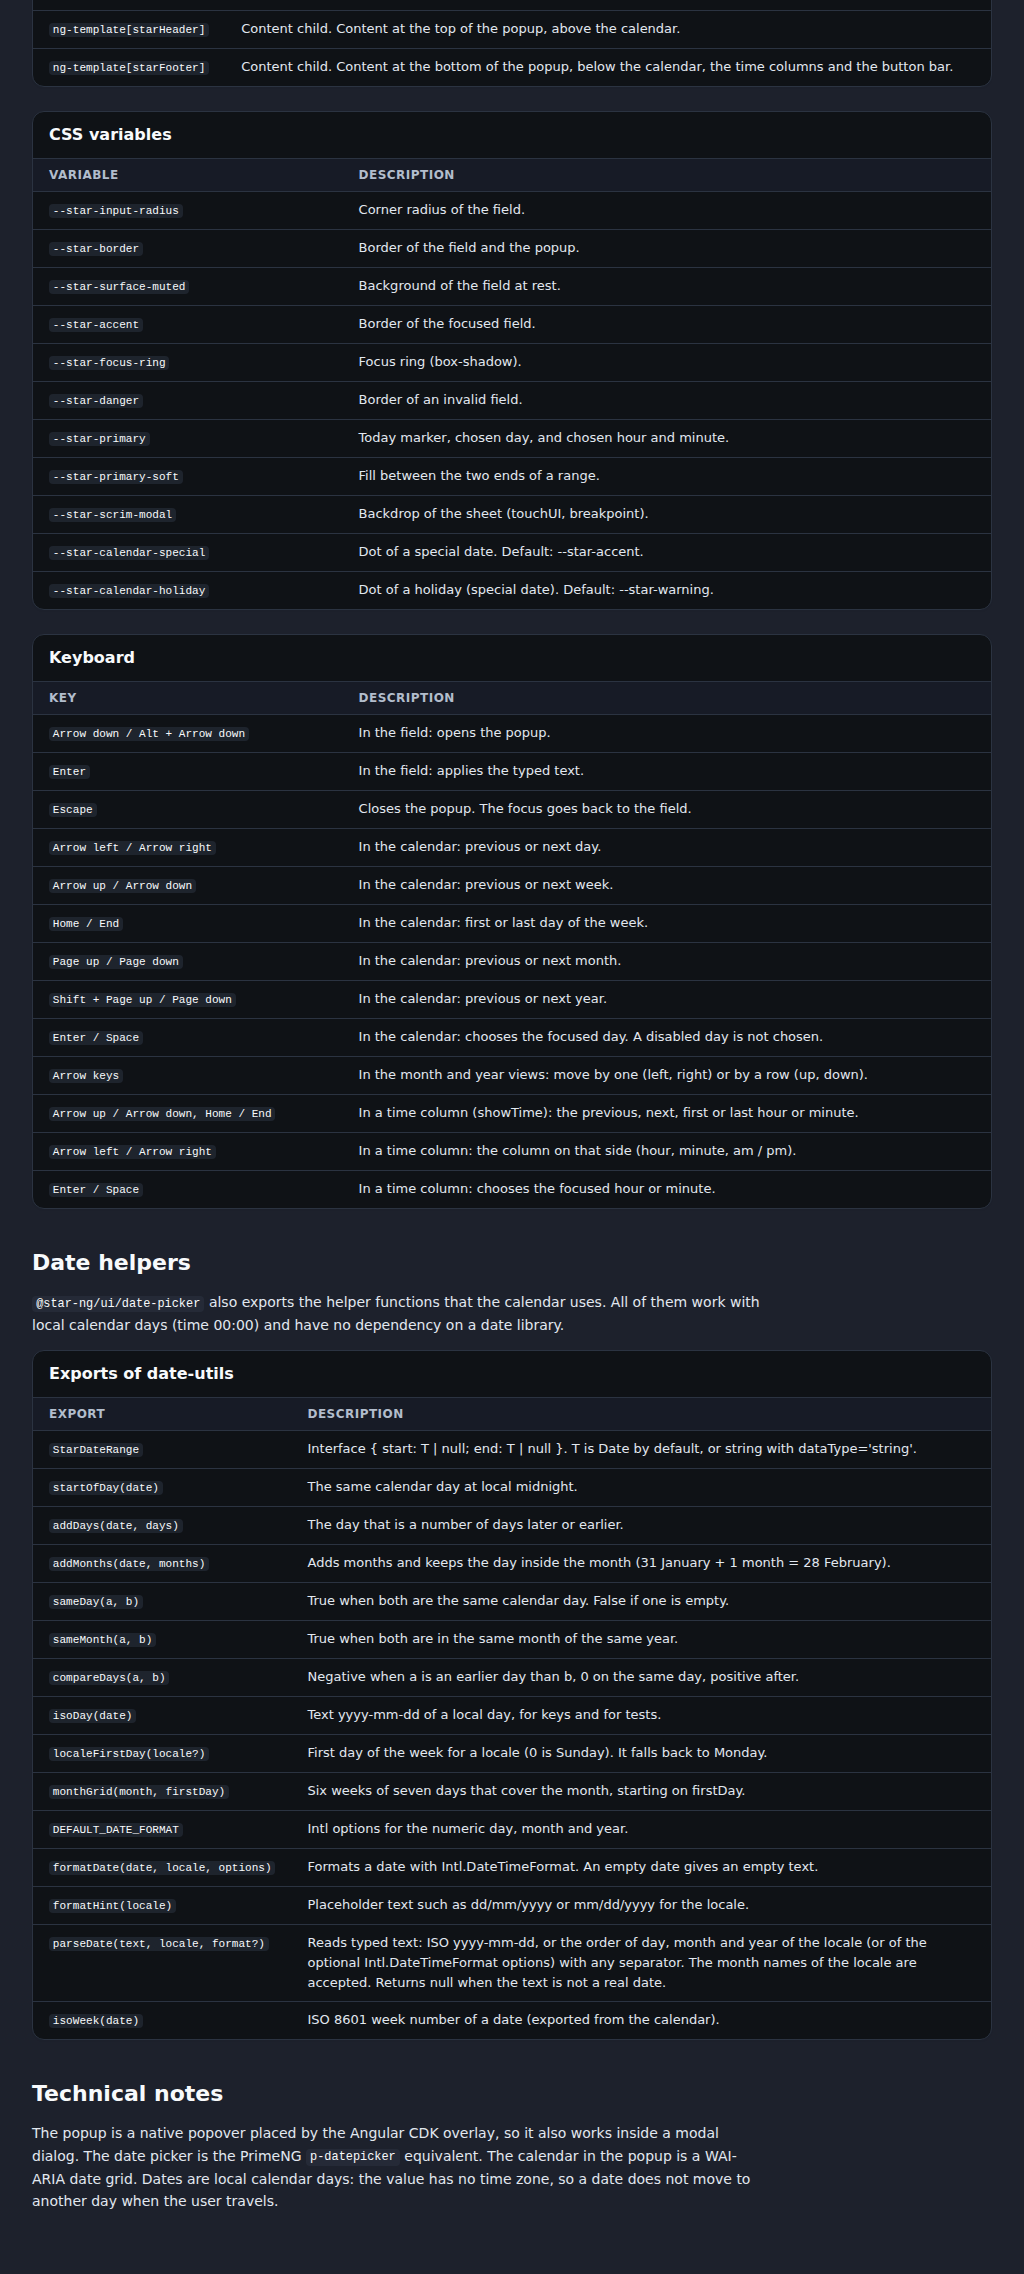 ng-template[starHeader] Content child. Content at the top of the popup, above the calendar.
ng-template[starFooter] Content child. Content at the bottom of the popup, below the calendar, the time columns and the button bar.
CSS variables
VARIABLE DESCRIPTION
--star-input-radius Corner radius of the field.
--star-border Border of the field and the popup.
--star-surface-muted Background of the field at rest.
--star-accent Border of the focused field.
--star-focus-ring Focus ring (box-shadow).
--star-danger Border of an invalid field.
--star-primary Today marker, chosen day, and chosen hour and minute.
--star-primary-soft Fill between the two ends of a range.
--star-scrim-modal Backdrop of the sheet (touchUI, breakpoint).
--star-calendar-special Dot of a special date. Default: --star-accent.
--star-calendar-holiday Dot of a holiday (special date). Default: --star-warning.
Keyboard
KEY DESCRIPTION
Arrow down / Alt + Arrow down In the field: opens the popup.
Enter In the field: applies the typed text.
Escape Closes the popup. The focus goes back to the field.
Arrow left / Arrow right In the calendar: previous or next day.
Arrow up / Arrow down In the calendar: previous or next week.
Home / End In the calendar: first or last day of the week.
Page up / Page down In the calendar: previous or next month.
Shift + Page up / Page down In the calendar: previous or next year.
Enter / Space In the calendar: chooses the focused day. A disabled day is not chosen.
Arrow keys In the month and year views: move by one (left, right) or by a row (up, down).
Arrow up / Arrow down, Home / End In a time column (showTime): the previous, next, first or last hour or minute.
Arrow left / Arrow right In a time column: the column on that side (hour, minute, am / pm).
Enter / Space In a time column: chooses the focused hour or minute.
Date helpers
@star-ng/ui/date-picker also exports the helper functions that the calendar uses. All of them work with
local calendar days (time 00:00) and have no dependency on a date library.
Exports of date-utils
EXPORT DESCRIPTION
StarDateRange Interface { start: T | null; end: T | null }. T is Date by default, or string with dataType='string'.
startOfDay(date) The same calendar day at local midnight.
addDays(date, days) The day that is a number of days later or earlier.
addMonths(date, months) Adds months and keeps the day inside the month (31 January + 1 month = 28 February).
sameDay(a, b) True when both are the same calendar day. False if one is empty.
sameMonth(a, b) True when both are in the same month of the same year.
compareDays(a, b) Negative when a is an earlier day than b, 0 on the same day, positive after.
isoDay(date) Text yyyy-mm-dd of a local day, for keys and for tests.
localeFirstDay(locale?) First day of the week for a locale (0 is Sunday). It falls back to Monday.
monthGrid(month, firstDay) Six weeks of seven days that cover the month, starting on firstDay.
DEFAULT_DATE_FORMAT Intl options for the numeric day, month and year.
formatDate(date, locale, options) Formats a date with Intl.DateTimeFormat. An empty date gives an empty text.
formatHint(locale) Placeholder text such as dd/mm/yyyy or mm/dd/yyyy for the locale.
parseDate(text, locale, format?) Reads typed text: ISO yyyy-mm-dd, or the order of day, month and year of the locale (or of the
optional Intl.DateTimeFormat options) with any separator. The month names of the locale are
accepted. Returns null when the text is not a real date.
isoWeek(date) ISO 8601 week number of a date (exported from the calendar).
Technical notes
The popup is a native popover placed by the Angular CDK overlay, so it also works inside a modal
dialog. The date picker is the PrimeNG p-datepicker equivalent. The calendar in the popup is a WAI-
ARIA date grid. Dates are local calendar days: the value has no time zone, so a date does not move to
another day when the user travels.